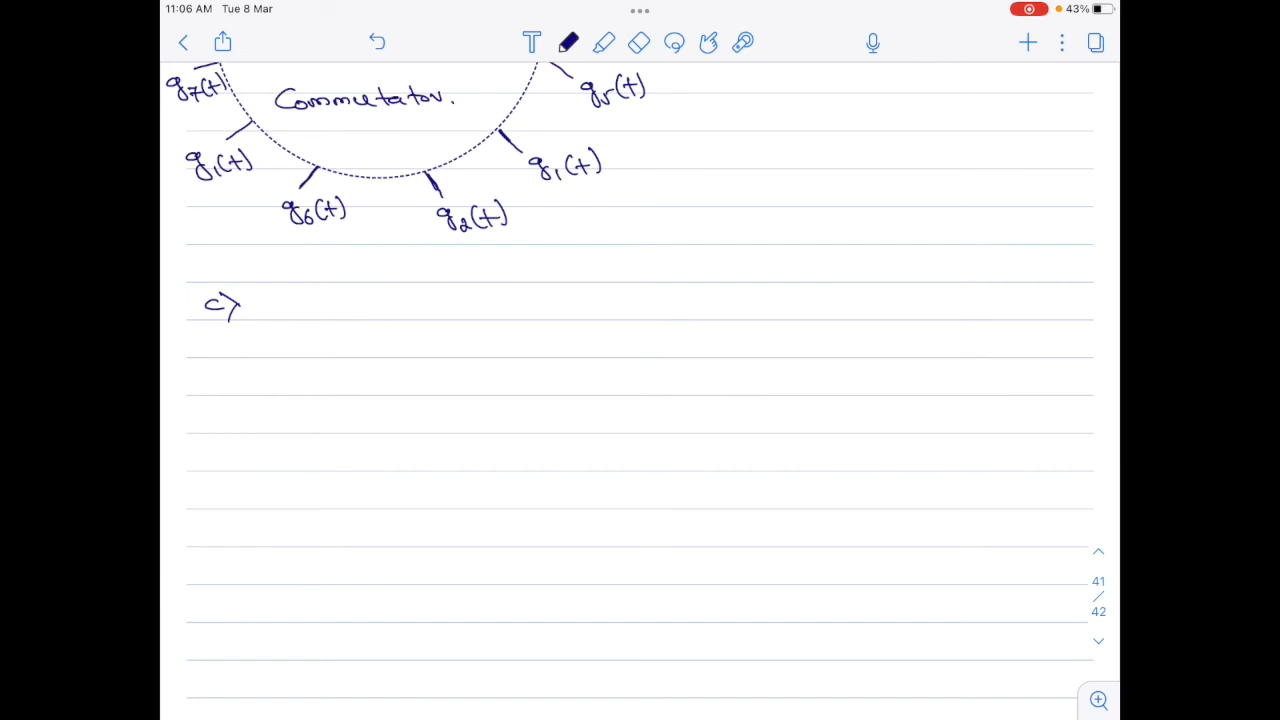 11:06 AM Tue 8 Mar
43%
T
g7(t)
Commutator.
g5(t)
g1(t)
g1(t)
g6(t)
g2(t)
c)
41
/
42